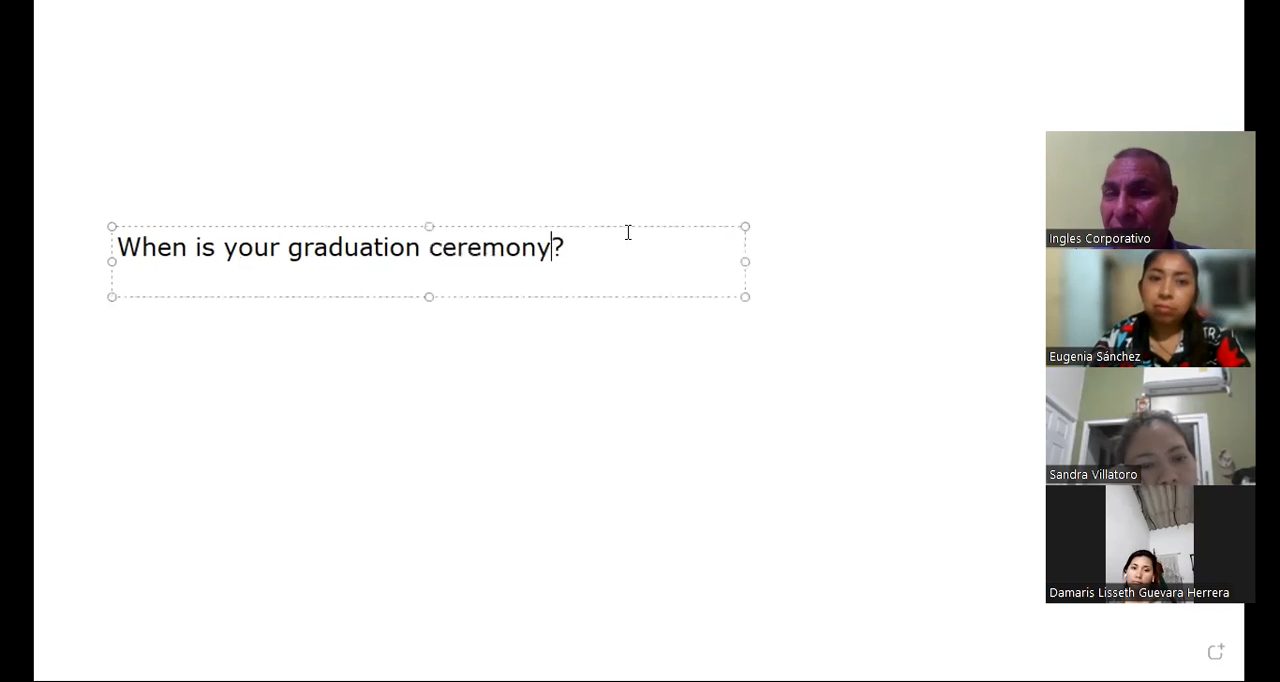 When is your graduation ceremony?
Ingles Corporativo
Eugenia Sánchez
Sandra Villatoro
Damaris Lisseth Guevara Herrera